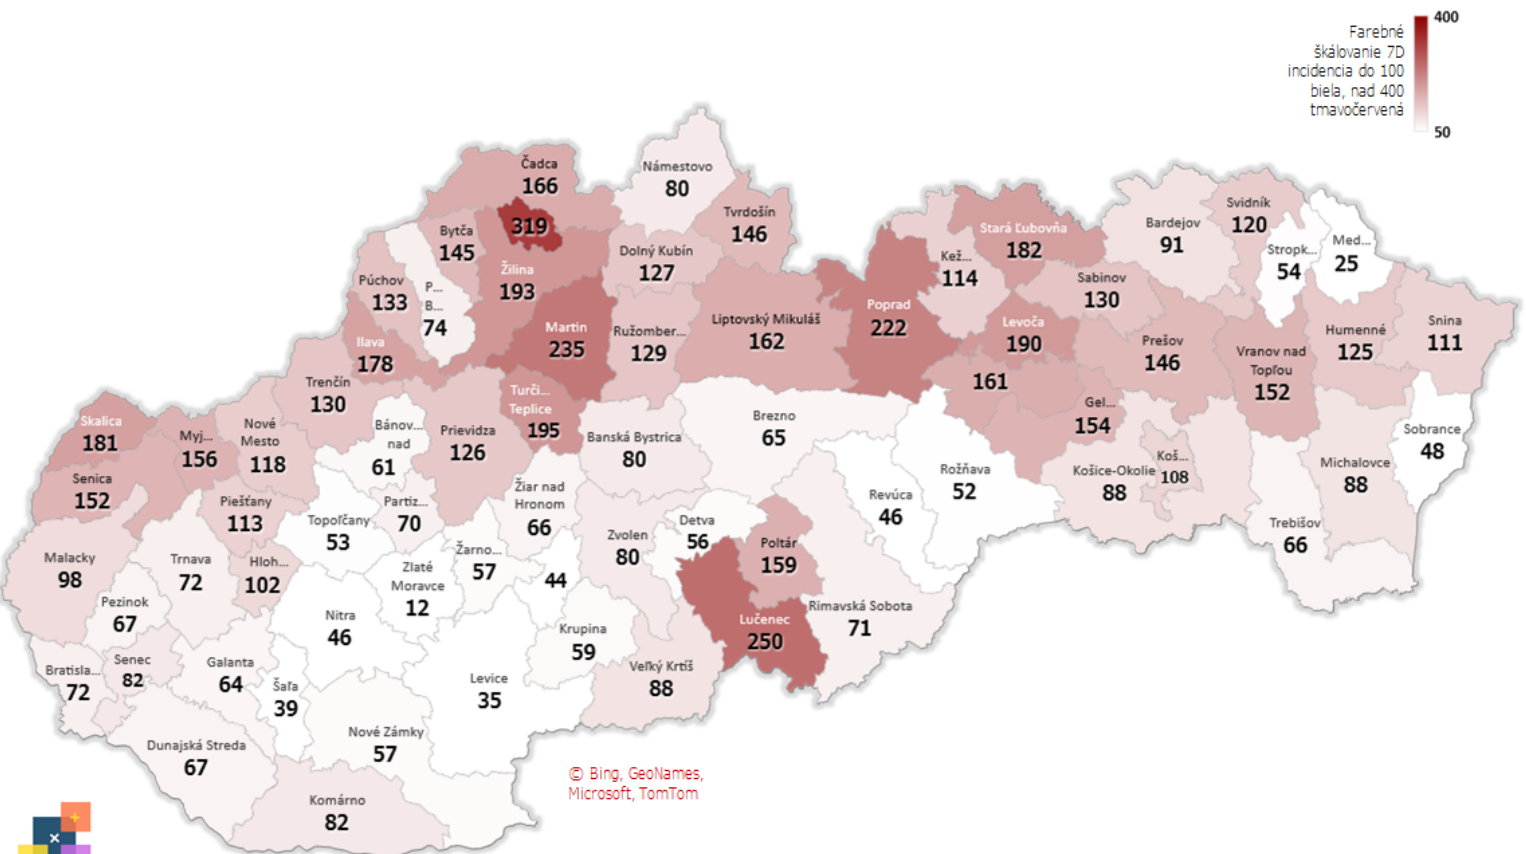 400
Farebné
škálovanie 7D
incidencia do 100
biela, nad 400
tmavočervená
50
Čadca
166
Námestovo
80
319
Bytča
145
Tvrdošín
146
Dolný Kubín
127
Žilina
193
Púchov
133
P...
B...
74
Ilava
178
Martin
235
Ružomber...
129
Liptovský Mikuláš
162
Poprad
222
Kež...
114
Stará Ľubovňa
182
Bardejov
91
Svidník
120
Stropk...
54
Med...
25
Sabinov
130
Levoča
190
161
Prešov
146
Vranov nad
Topľou
152
Humenné
125
Snina
111
Gel...
154
Trenčín
130
Turči...
Teplice
195
Skalica
181
Myj...
156
Nové
Mesto
118
Bánov...
nad
61
Prievidza
126
Banská Bystrica
80
Brezno
65
Rožňava
52
Košice-Okolie
88
Koš...
108
Michalovce
88
Sobrance
48
Senica
152
Piešťany
113
Topoľčany
53
Partiz...
70
Žiar nad
Hronom
66
Revúca
46
Trebišov
66
Malacky
98
Trnava
72
Hloh...
102
Zlaté
Moravce
12
Žarno...
57
44
Zvolen
80
Detva
56
Poltár
159
Pezinok
67
Nitra
46
Krupina
59
Lučenec
250
Rimavská Sobota
71
Bratisla...
72
Senec
82
Galanta
64
Šaľa
39
Levice
35
Veľký Krtíš
88
Dunajská Streda
67
Nové Zámky
57
Komárno
82
© Bing, GeoNames,
Microsoft, TomTom